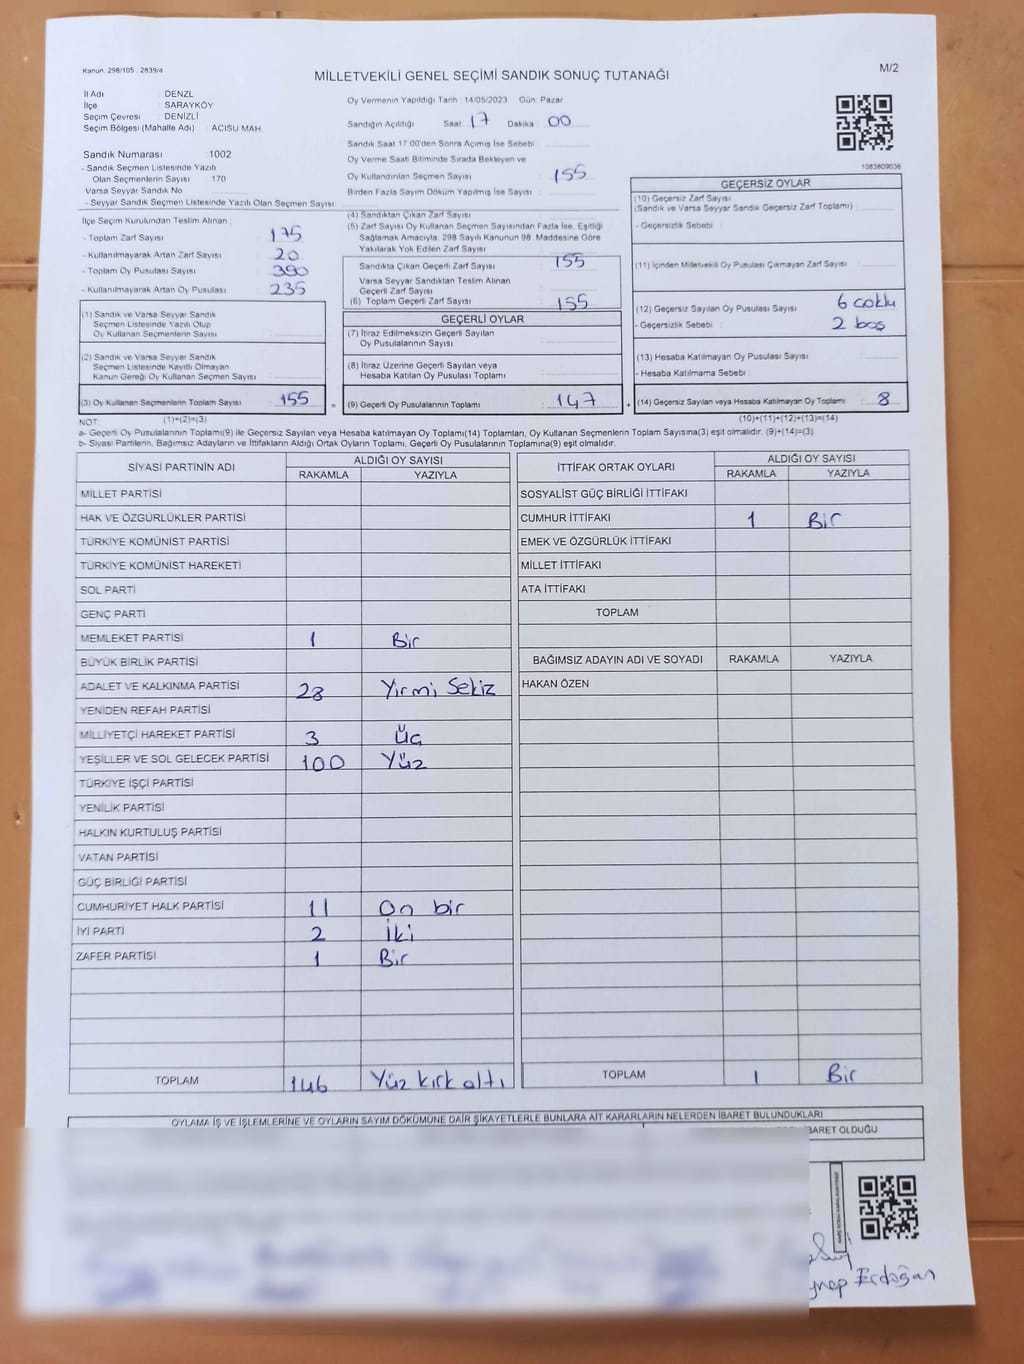 Kanun: 298/105 2839/4
MİLLETVEKİLİ GENEL SEÇİMİ SANDIK SONUÇ TUTANAĞI
M/2
İl Adı : DENZL
İlçe : SARAYKÖY
Seçim Çevresi : DENİZLİ
Seçim Bölgesi (Mahalle Adı) : ACISU MAH.
Sandık Numarası : 1002
- Sandık Seçmen Listesinde Yazılı
Olan Seçmenlerin Sayısı : 170
Varsa Seyyar Sandık No
- Seyyar Sandık Seçmen Listesinde Yazılı Olan Seçmen Sayısı:
Oy Vermenin Yapıldığı Tarih : 14/05/2023 Gün: Pazar
Sandığın Açıldığı Saat : 17 Dakika : 00
Sandık Saat 17:00'den Sonra Açılmış İse Sebebi :
Oy Verme Saati Bitiminde Sırada Bekleyen ve
Oy Kullandırılan Seçmen Sayısı : 155
Birden Fazla Sayım Döküm Yapılmış İse Sayısı :
1083809036
İlçe Seçim Kurulundan Teslim Alınan :
- Toplam Zarf Sayısı : 175
- Kullanılmayarak Artan Zarf Sayısı : 20
- Toplam Oy Pusulası Sayısı : 390
- Kullanılmayarak Artan Oy Pusulası : 235
(4) Sandıktan Çıkan Zarf Sayısı :
(5) Zarf Sayısı Oy Kullanan Seçmen Sayısından Fazla İse, Eşitliği
Sağlamak Amacıyla, 298 Sayılı Kanunun 98. Maddesine Göre
Yakılarak Yok Edilen Zarf Sayısı :
Sandıkta Çıkan Geçerli Zarf Sayısı : 155
Varsa Seyyar Sandıktan Teslim Alınan
Geçerli Zarf Sayısı :
(6) Toplam Geçerli Zarf Sayısı : 155
GEÇERSİZ OYLAR
(10) Geçersiz Zarf Sayısı
(Sandık ve Varsa Seyyar Sandık Geçersiz Zarf Toplamı) :
- Geçersizlik Sebebi :
(11) İçinden Milletvekili Oy Pusulası Çıkmayan Zarf Sayısı :
(12) Geçersiz Sayılan Oy Pusulası Sayısı : 6 çoklu
- Geçersizlik Sebebi : 2 boş
(13) Hesaba Katılmayan Oy Pusulası Sayısı :
- Hesaba Katılmama Sebebi :
(14) Geçersiz Sayılan veya Hesaba Katılmayan Oy Toplamı : 8
(10)+(11)+(12)+(13)=(14)
(1) Sandık ve Varsa Seyyar Sandık
Seçmen Listesinde Yazılı Olup
Oy Kullanan Seçmenlerin Sayısı :
(2) Sandık ve Varsa Seyyar Sandık
Seçmen Listesinde Kayıtlı Olmayan
Kanun Gereği Oy Kullanan Seçmen Sayısı :
(3) Oy Kullanan Seçmenlerin Toplam Sayısı : 155 =
(1)+(2)=(3)
GEÇERLİ OYLAR
(7) İtiraz Edilmeksizin Geçerli Sayılan
Oy Pusulalarının Sayısı :
(8) İtiraz Üzerine Geçerli Sayılan veya
Hesaba Katılan Oy Pusulası Toplamı :
(9) Geçerli Oy Pusulalarının Toplamı : 147 +
NOT
a- Geçerli Oy Pusulalarının Toplamı(9) ile Geçersiz Sayılan veya Hesaba katılmayan Oy Toplamı(14) Toplamları, Oy Kullanan Seçmenlerin Toplam Sayısına(3) eşit olmalıdır. (9)+(14)=(3)
b- Siyasi Partilerin, Bağımsız Adayların ve İttifakların Aldığı Ortak Oyların Toplamı, Geçerli Oy Pusulalarının Toplamına(9) eşit olmalıdır.
SİYASİ PARTİNİN ADI ALDIĞI OY SAYISI
RAKAMLA YAZIYLA
MİLLET PARTİSİ
HAK VE ÖZGÜRLÜKLER PARTİSİ
TÜRKİYE KOMÜNİST PARTİSİ
TÜRKİYE KOMÜNİST HAREKETİ
SOL PARTİ
GENÇ PARTİ
MEMLEKET PARTİSİ 1 Bir
BÜYÜK BİRLİK PARTİSİ
ADALET VE KALKINMA PARTİSİ 28 Yirmi Sekiz
YENİDEN REFAH PARTİSİ
MİLLİYETÇİ HAREKET PARTİSİ 3 Üç
YEŞİLLER VE SOL GELECEK PARTİSİ 100 Yüz
TÜRKİYE İŞÇİ PARTİSİ
YENİLİK PARTİSİ
HALKIN KURTULUŞ PARTİSİ
VATAN PARTİSİ
GÜÇ BİRLİĞİ PARTİSİ
CUMHURİYET HALK PARTİSİ 11 On bir
İYİ PARTİ 2 İki
ZAFER PARTİSİ 1 Bir
TOPLAM 146 Yüz kırk altı
İTTİFAK ORTAK OYLARI ALDIĞI OY SAYISI
RAKAMLA YAZIYLA
SOSYALİST GÜÇ BİRLİĞİ İTTİFAKI
CUMHUR İTTİFAKI 1 Bir
EMEK VE ÖZGÜRLÜK İTTİFAKI
MİLLET İTTİFAKI
ATA İTTİFAKI
TOPLAM
BAĞIMSIZ ADAYIN ADI VE SOYADI RAKAMLA YAZIYLA
HAKAN ÖZEN
TOPLAM 1 Bir
OYLAMA İŞ VE İŞLEMLERİNE VE OYLARIN SAYIM DÖKÜMÜNE DAİR ŞİKAYETLERLE BUNLARA AİT KARARLARIN NELERDEN İBARET BULUNDUKLARI
İBARET OLDUĞU
Erdoğan